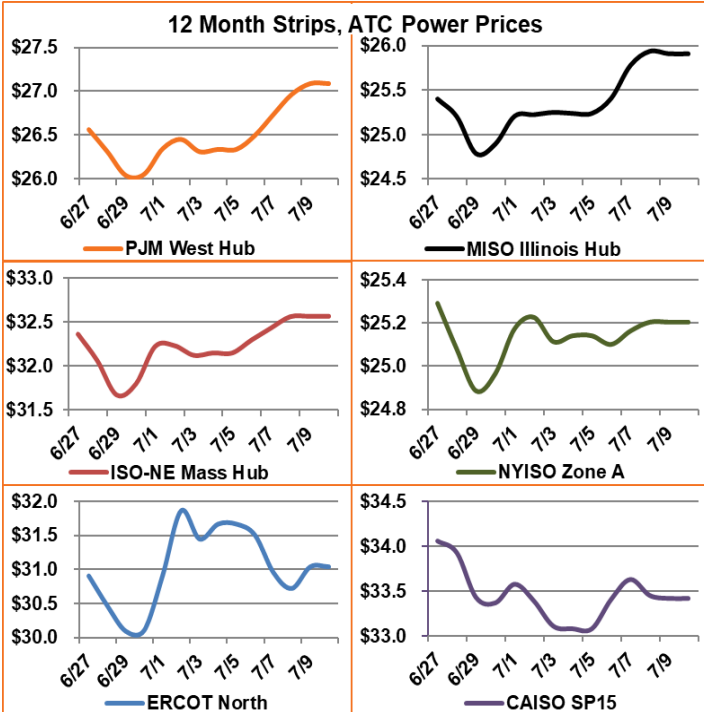 12 Month Strips, ATC Power Prices
$27.5
$27.0
$26.5
$26.0
6/27 6/29 7/1 7/3 7/5 7/7 7/9
PJM West Hub
$26.0
$25.5
$25.0
$24.5
6/27 6/29 7/1 7/3 7/5 7/7 7/9
MISO Illinois Hub
$33.0
$32.5
$32.0
$31.5
6/27 6/29 7/1 7/3 7/5 7/7 7/9
ISO-NE Mass Hub
$25.4
$25.2
$25.0
$24.8
6/27 6/29 7/1 7/3 7/5 7/7 7/9
NYISO Zone A
$32.0
$31.5
$31.0
$30.5
$30.0
6/27 6/29 7/1 7/3 7/5 7/7 7/9
ERCOT North
$34.5
$34.0
$33.5
$33.0
6/27 6/29 7/1 7/3 7/5 7/7 7/9
CAISO SP15